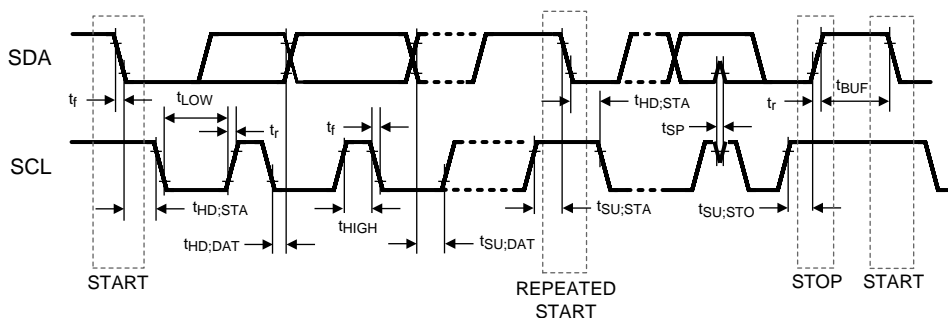 SDA
t_f
t_LOW
t_r
t_f
t_HD;STA
t_SP
t_r
t_BUF
SCL
t_HD;STA
t_HD;DAT
t_HIGH
t_SU;DAT
t_SU;STA
t_SU;STO
START
REPEATED
START
STOP
START